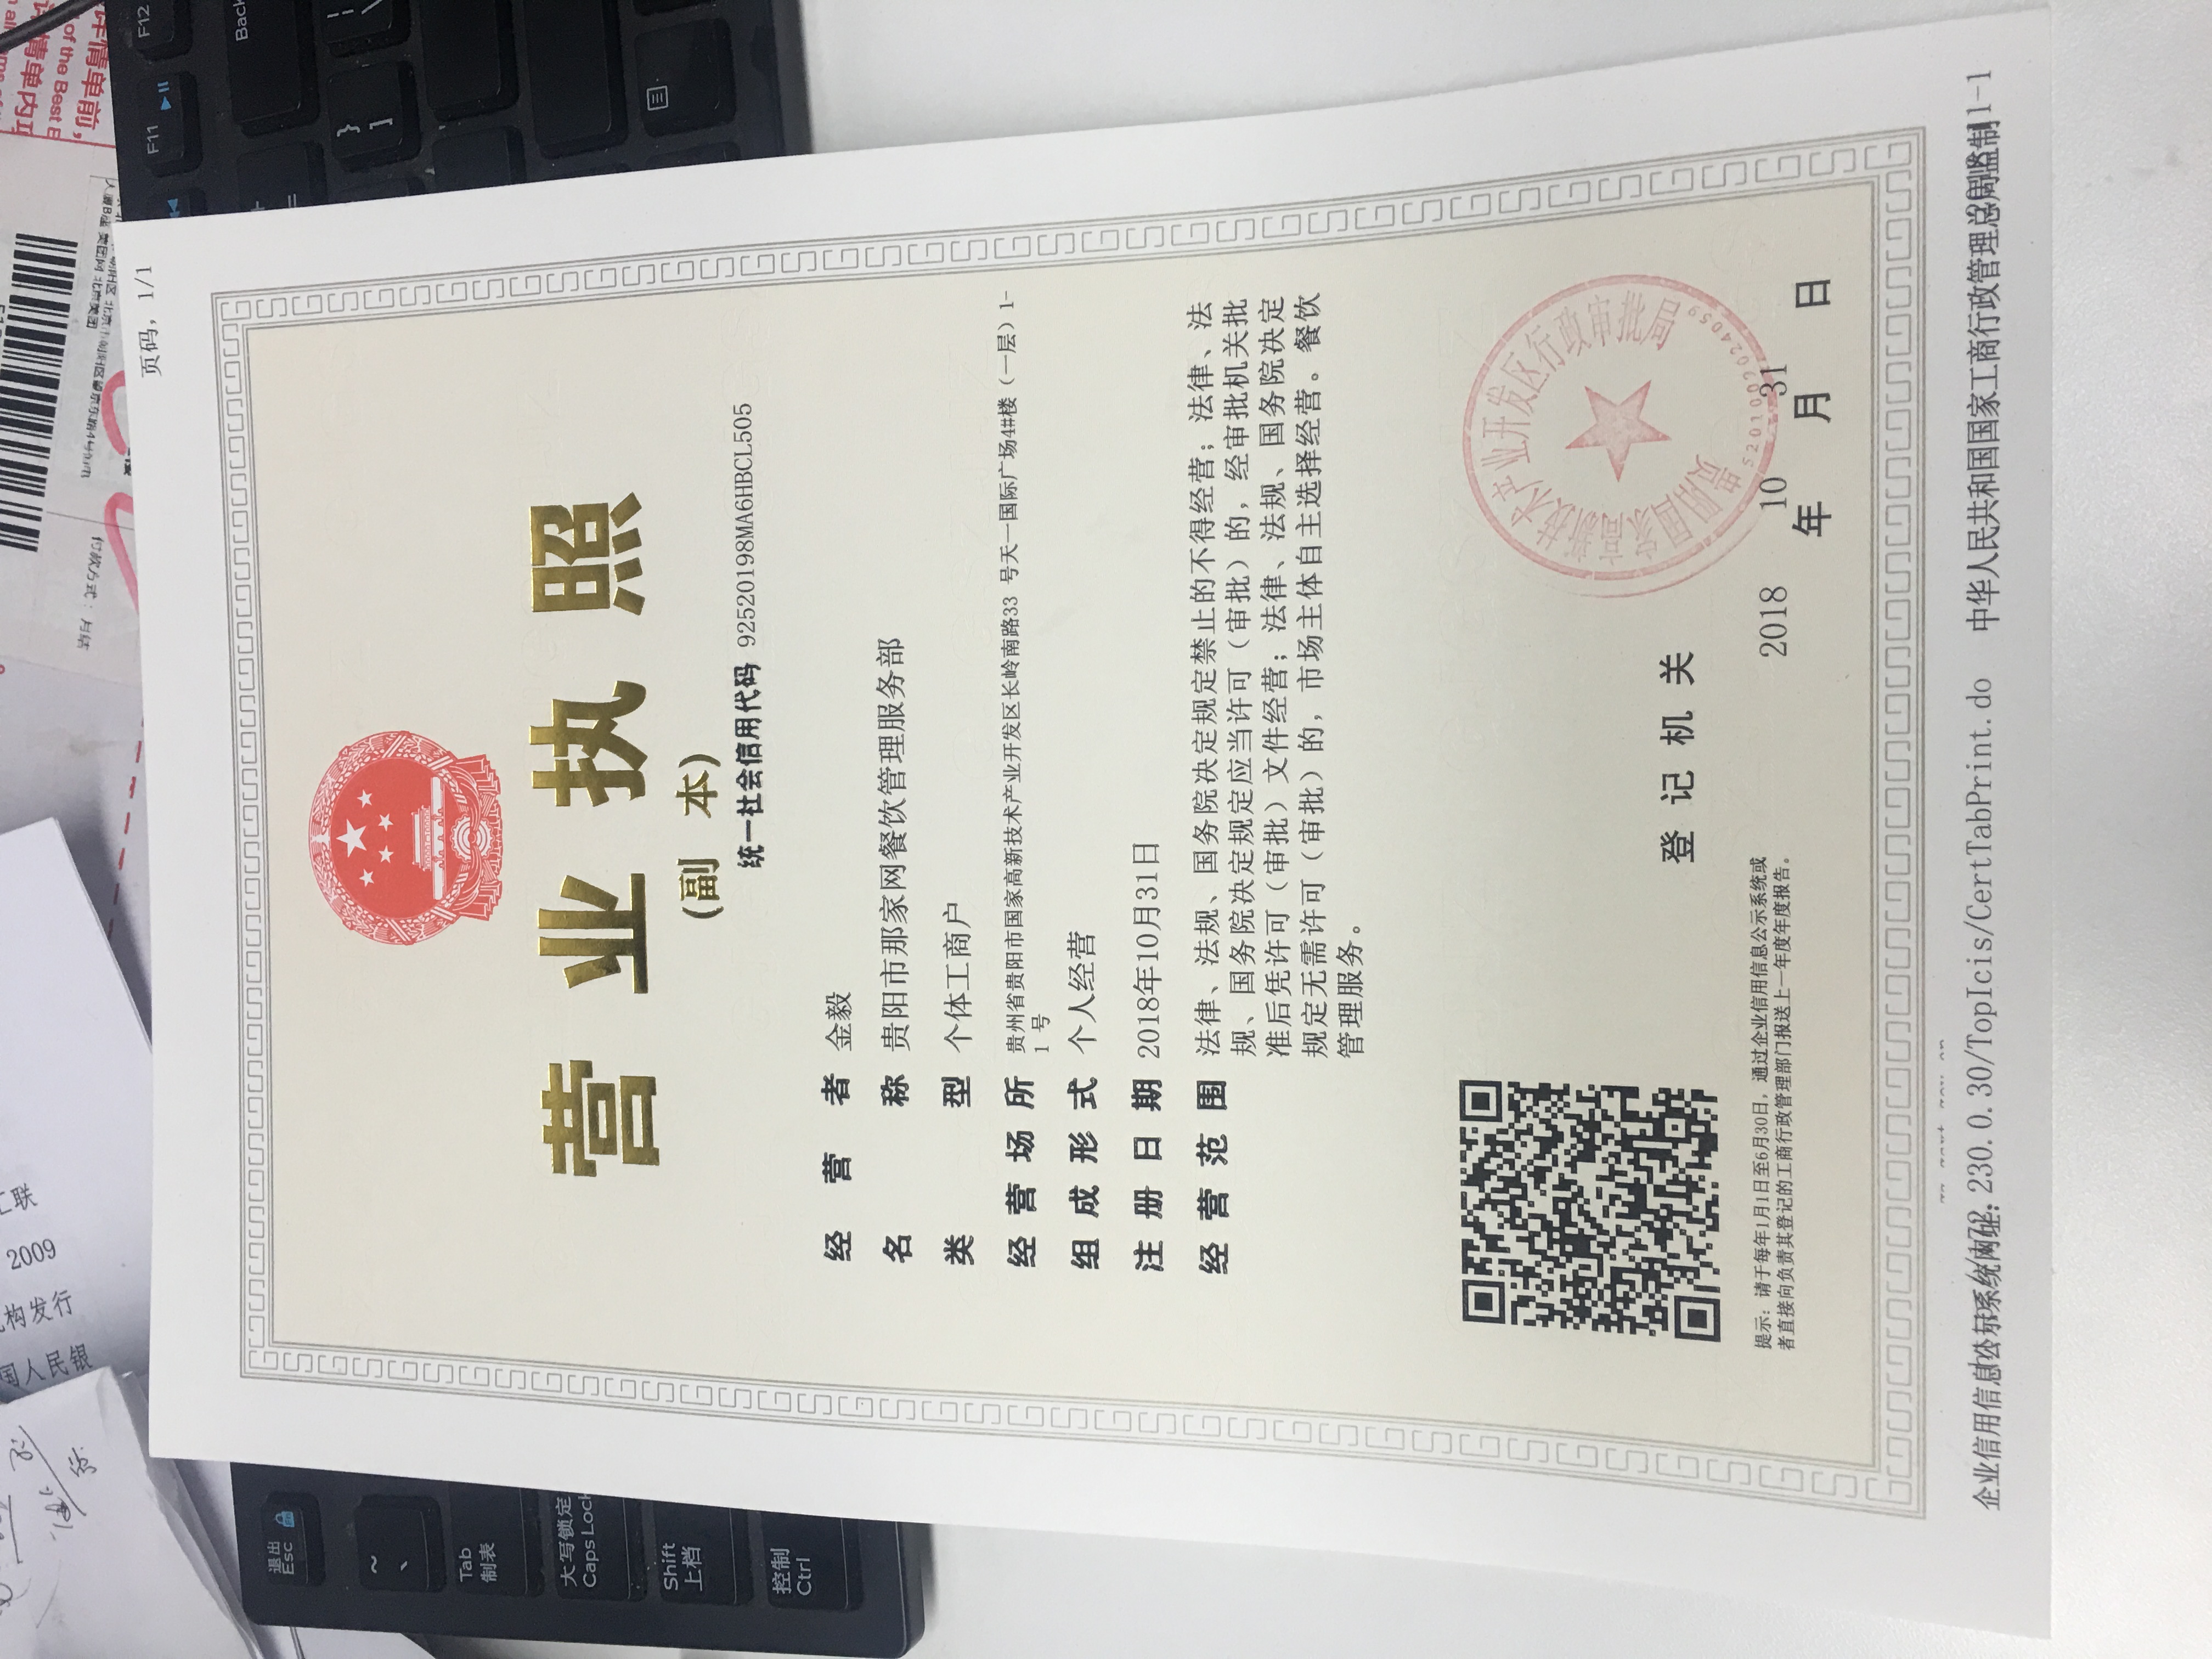 汇联
2009
构发行
国人民银
付款方式：月结
页码，1/1
F11
F12
Back
退出
Esc
~
、
Tab
制表
大写锁定
Caps Lock
Shift
上档
控制
Ctrl
+
=
}
]
营业执照
(副 本)
统一社会信用代码 92520198MA6HBCL505
经营者 金毅
名称 贵阳市那家网餐饮管理服务部
类型 个体工商户
经营场所 贵州省贵阳市国家高新技术产业开发区长岭南路33 号天一国际广场4#楼（一层）1-
1 号
组成形式 个人经营
注册日期 2018年10月31日
经营范围 法律、法规、国务院决定规定禁止的不得经营；法律、法
规、国务院决定规定应当许可（审批）的，经审批机关批
准后凭许可（审批）文件经营；法律、法规、国务院决定
规定无需许可（审批）的，市场主体自主选择经营。餐饮
管理服务。
贵阳国家高新技术产业开发区行政审批局
5201009024059
登记机关
提示：请于每年1月1日至6月30日，通过企业信用信息公示系统或
者直接向负责其登记的工商行政管理部门报送上一年度年度报告。
2018 10 31
年 月 日
企业信用信息公示系统网址：
//172.230.0.30/TopIcis/CertTabPrint.do
中华人民共和国国家工商行政管理总局监制
2018-11-1